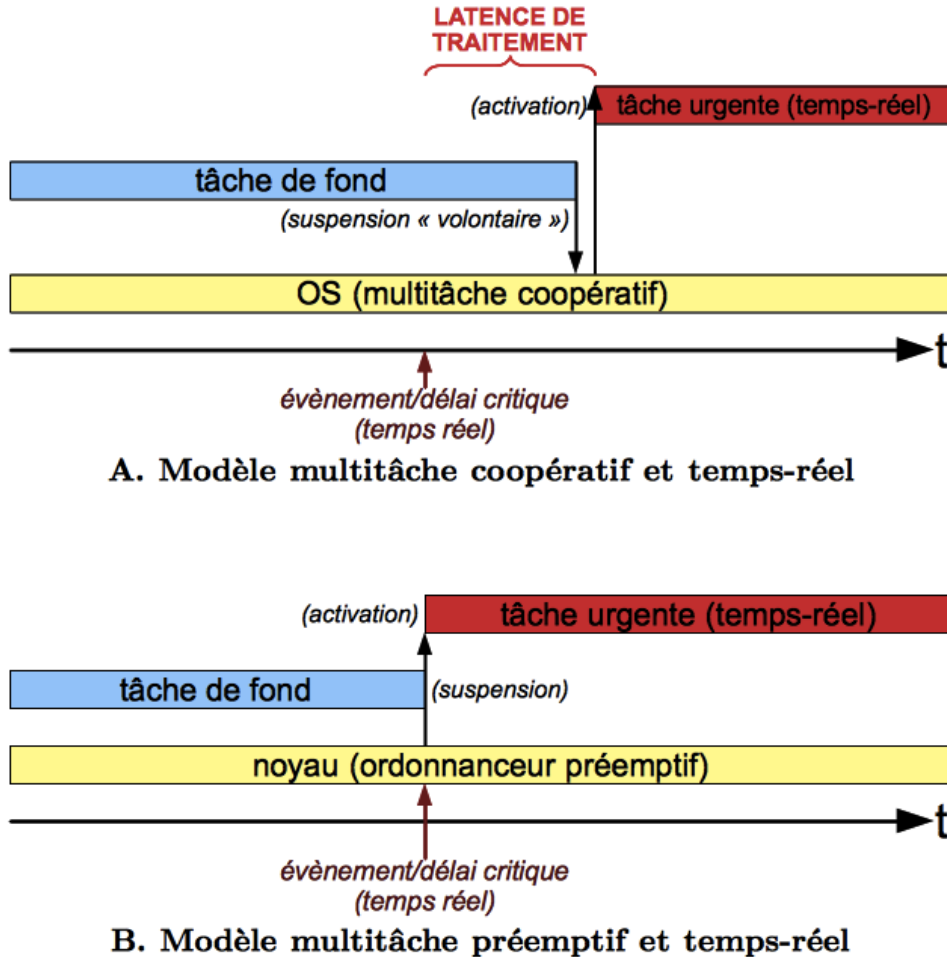 LATENCE DE
TRAITEMENT
(activation)
tâche urgente (temps-réel)
tâche de fond
(suspension « volontaire »)
OS (multitâche coopératif)
t
évènement/délai critique
(temps réel)
A. Modèle multitâche coopératif et temps-réel
(activation)
tâche urgente (temps-réel)
tâche de fond
(suspension)
noyau (ordonnanceur préemptif)
t
évènement/délai critique
(temps réel)
B. Modèle multitâche préemptif et temps-réel